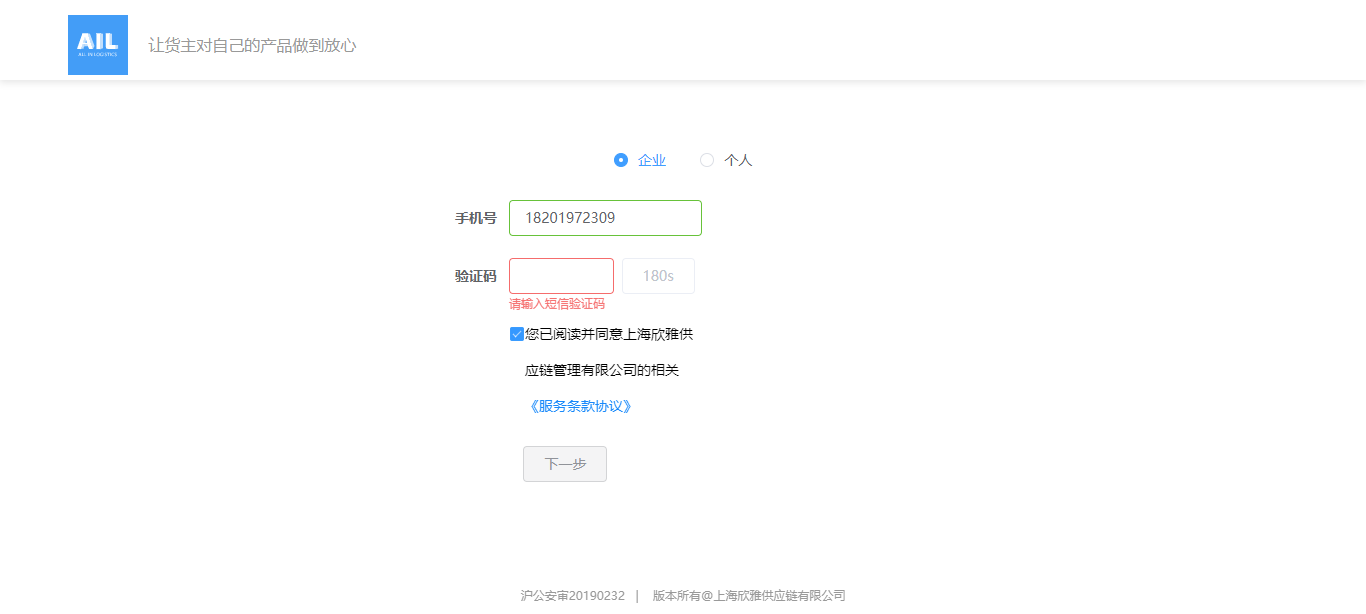 AIL
ALL IN LOGISTICS
让货主对自己的产品做到放心
企业 个人
手机号 18201972309
验证码 180s
请输入短信验证码
您已阅读并同意上海欣雅供
应链管理有限公司的相关
《服务条款协议》
下一步
沪公安审20190232 | 版本所有@上海欣雅供应链有限公司